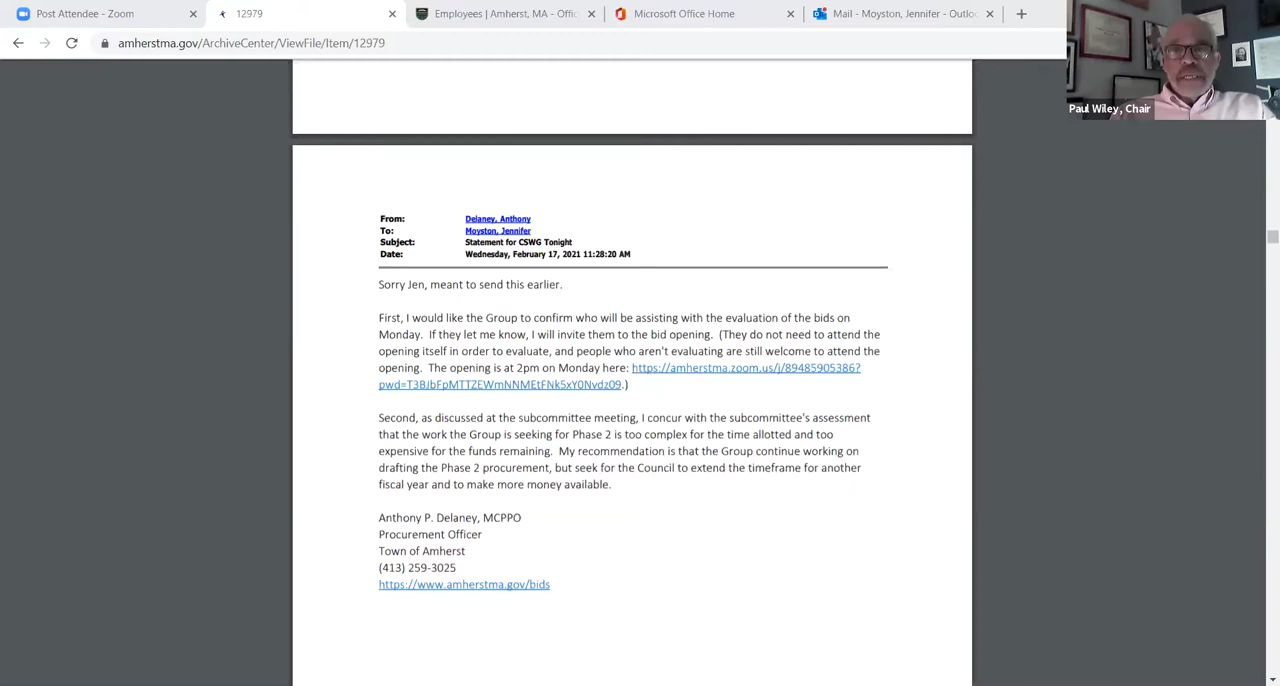 Post Attendee - Zoom
12979
Employees | Amherst, MA - Offic
Microsoft Office Home
Mail - Moyston, Jennifer - Outloo
amherstma.gov/ArchiveCenter/ViewFile/Item/12979
Paul Wiley, Chair
From: Delaney, Anthony
To: Moyston, Jennifer
Subject: Statement for CSWG Tonight
Date: Wednesday, February 17, 2021 11:28:20 AM
Sorry Jen, meant to send this earlier.
First, I would like the Group to confirm who will be assisting with the evaluation of the bids on
Monday.  If they let me know, I will invite them to the bid opening.  (They do not need to attend the
opening itself in order to evaluate, and people who aren't evaluating are still welcome to attend the
opening.  The opening is at 2pm on Monday here: https://amherstma.zoom.us/j/89485905386?
pwd=T3BJbFpMTTZEWmNNMEtFNk5xY0Nvdz09.)
Second, as discussed at the subcommittee meeting, I concur with the subcommittee's assessment
that the work the Group is seeking for Phase 2 is too complex for the time allotted and too
expensive for the funds remaining.  My recommendation is that the Group continue working on
drafting the Phase 2 procurement, but seek for the Council to extend the timeframe for another
fiscal year and to make more money available.
Anthony P. Delaney, MCPPO
Procurement Officer
Town of Amherst
(413) 259-3025
https://www.amherstma.gov/bids